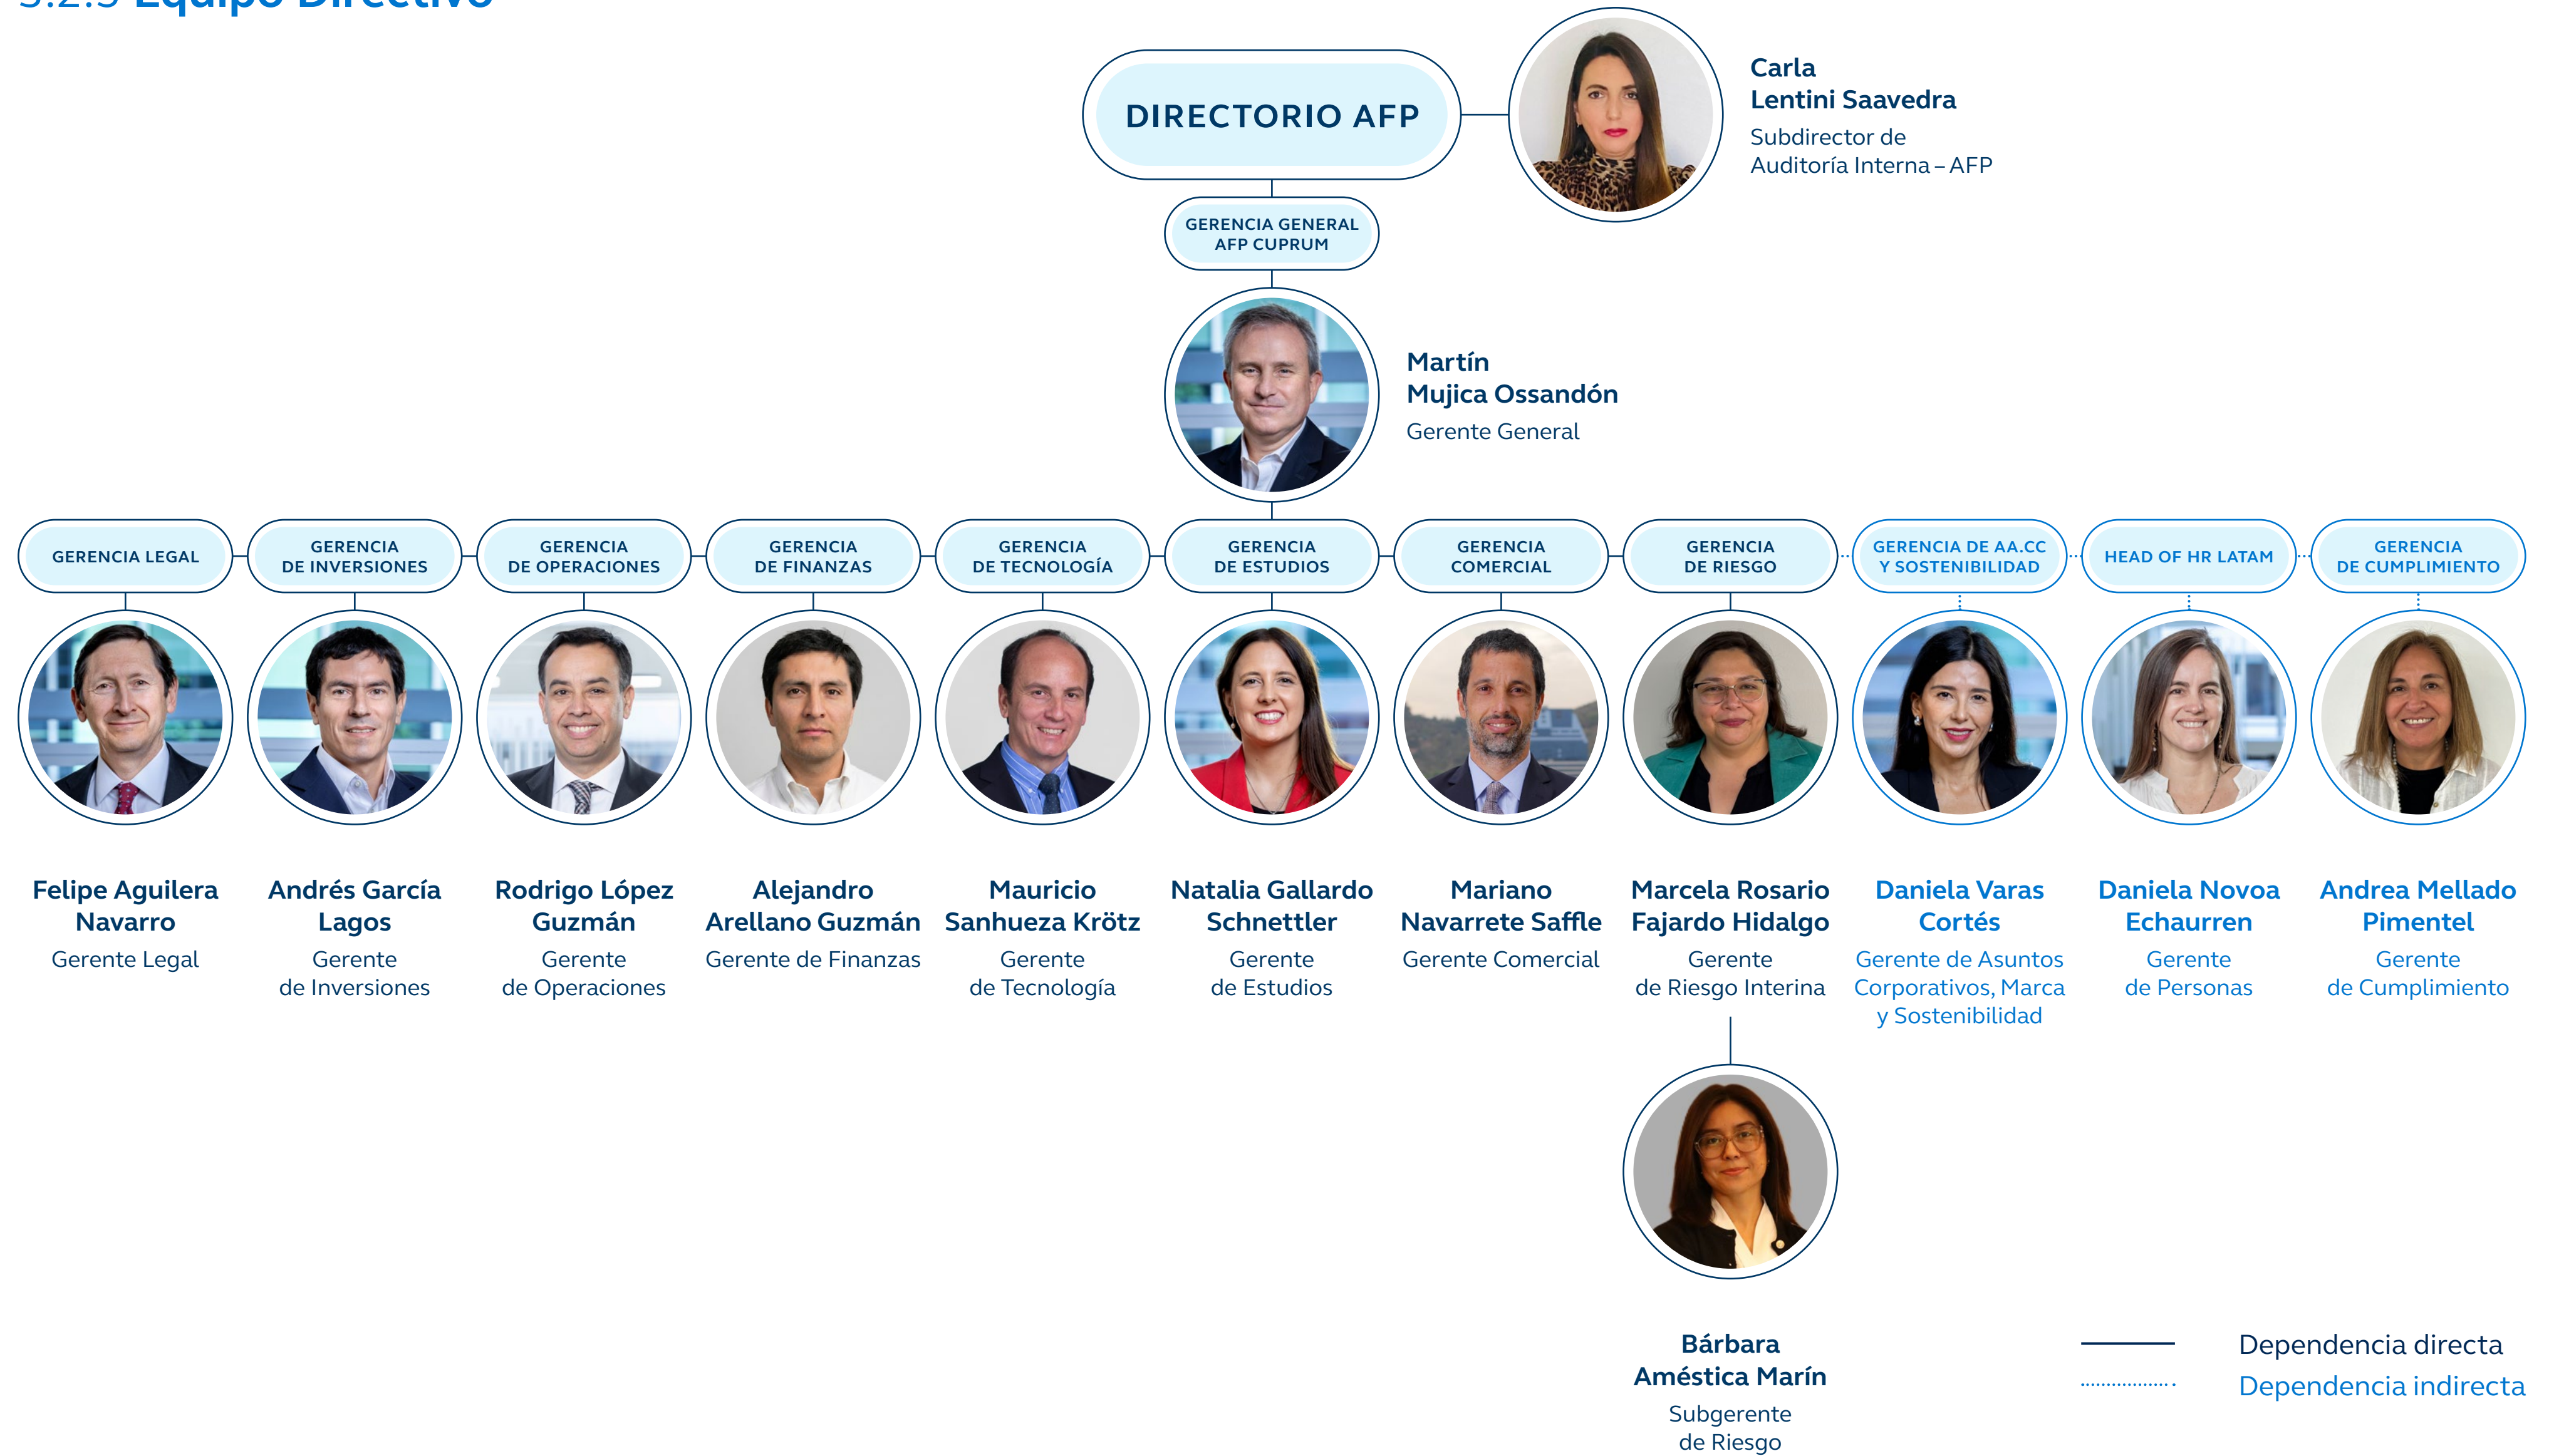 3.2.3 Equipo Directivo
DIRECTORIO AFP
Carla
Lentini Saavedra
Subdirector de
Auditoría Interna – AFP
GERENCIA GENERAL
AFP CUPRUM
Martín
Mujica Ossandón
Gerente General
GERENCIA LEGAL
Felipe Aguilera
Navarro
Gerente Legal
GERENCIA
DE INVERSIONES
Andrés García
Lagos
Gerente
de Inversiones
GERENCIA
DE OPERACIONES
Rodrigo López
Guzmán
Gerente
de Operaciones
GERENCIA
DE FINANZAS
Alejandro
Arellano Guzmán
Gerente de Finanzas
GERENCIA
DE TECNOLOGÍA
Mauricio
Sanhueza Krötz
Gerente
de Tecnología
GERENCIA
DE ESTUDIOS
Natalia Gallardo
Schnettler
Gerente
de Estudios
GERENCIA
COMERCIAL
Mariano
Navarrete Saffle
Gerente Comercial
GERENCIA
DE RIESGO
Marcela Rosario
Fajardo Hidalgo
Gerente
de Riesgo Interina
GERENCIA DE AA.CC
Y SOSTENIBILIDAD
Daniela Varas
Cortés
Gerente de Asuntos
Corporativos, Marca
y Sostenibilidad
HEAD OF HR LATAM
Daniela Novoa
Echaurren
Gerente
de Personas
GERENCIA
DE CUMPLIMIENTO
Andrea Mellado
Pimentel
Gerente
de Cumplimiento
Bárbara
Améstica Marín
Subgerente
de Riesgo
Dependencia directa
Dependencia indirecta